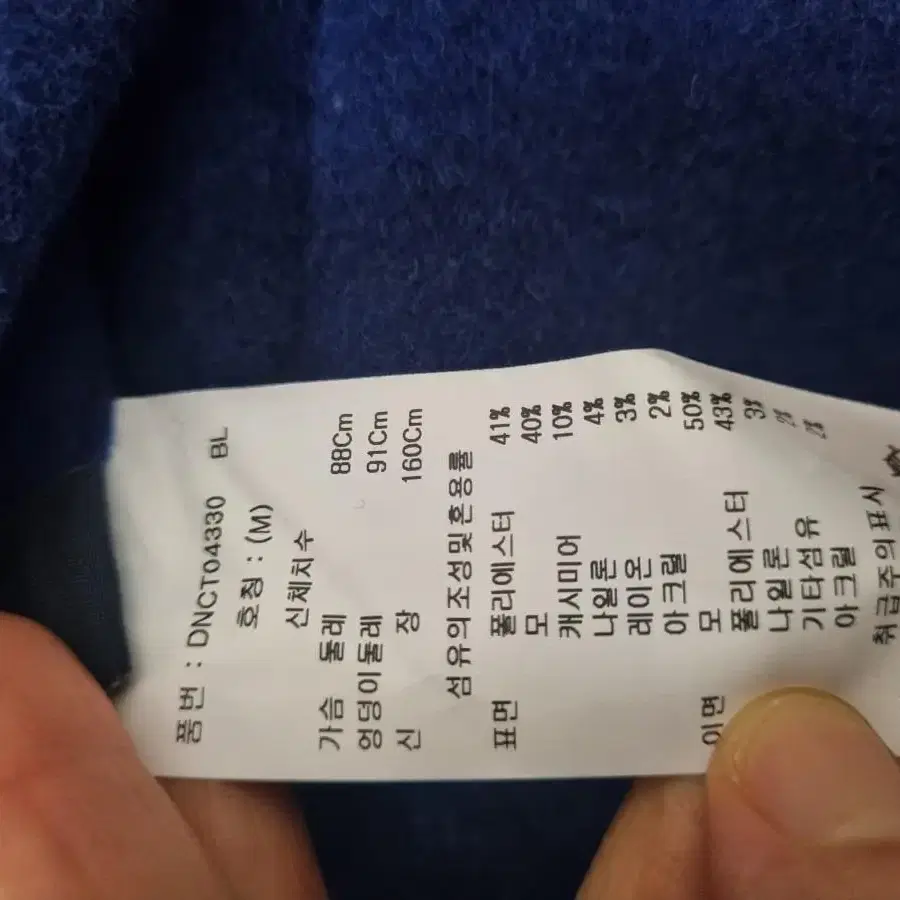 품번 : DNCT04330 BL
호칭 : (M)
신체치수
가슴 둘레 88Cm
엉덩이둘레 91Cm
신 장 160Cm
섬유의조성및혼용률
표면 폴리에스터 41%
모 40%
캐시미어 10%
나일론 4%
레이온 3%
아크릴 2%
이면 모 50%
폴리에스터 43%
나일론 3%
기타섬유 2%
아크릴 2%
취급주의표시